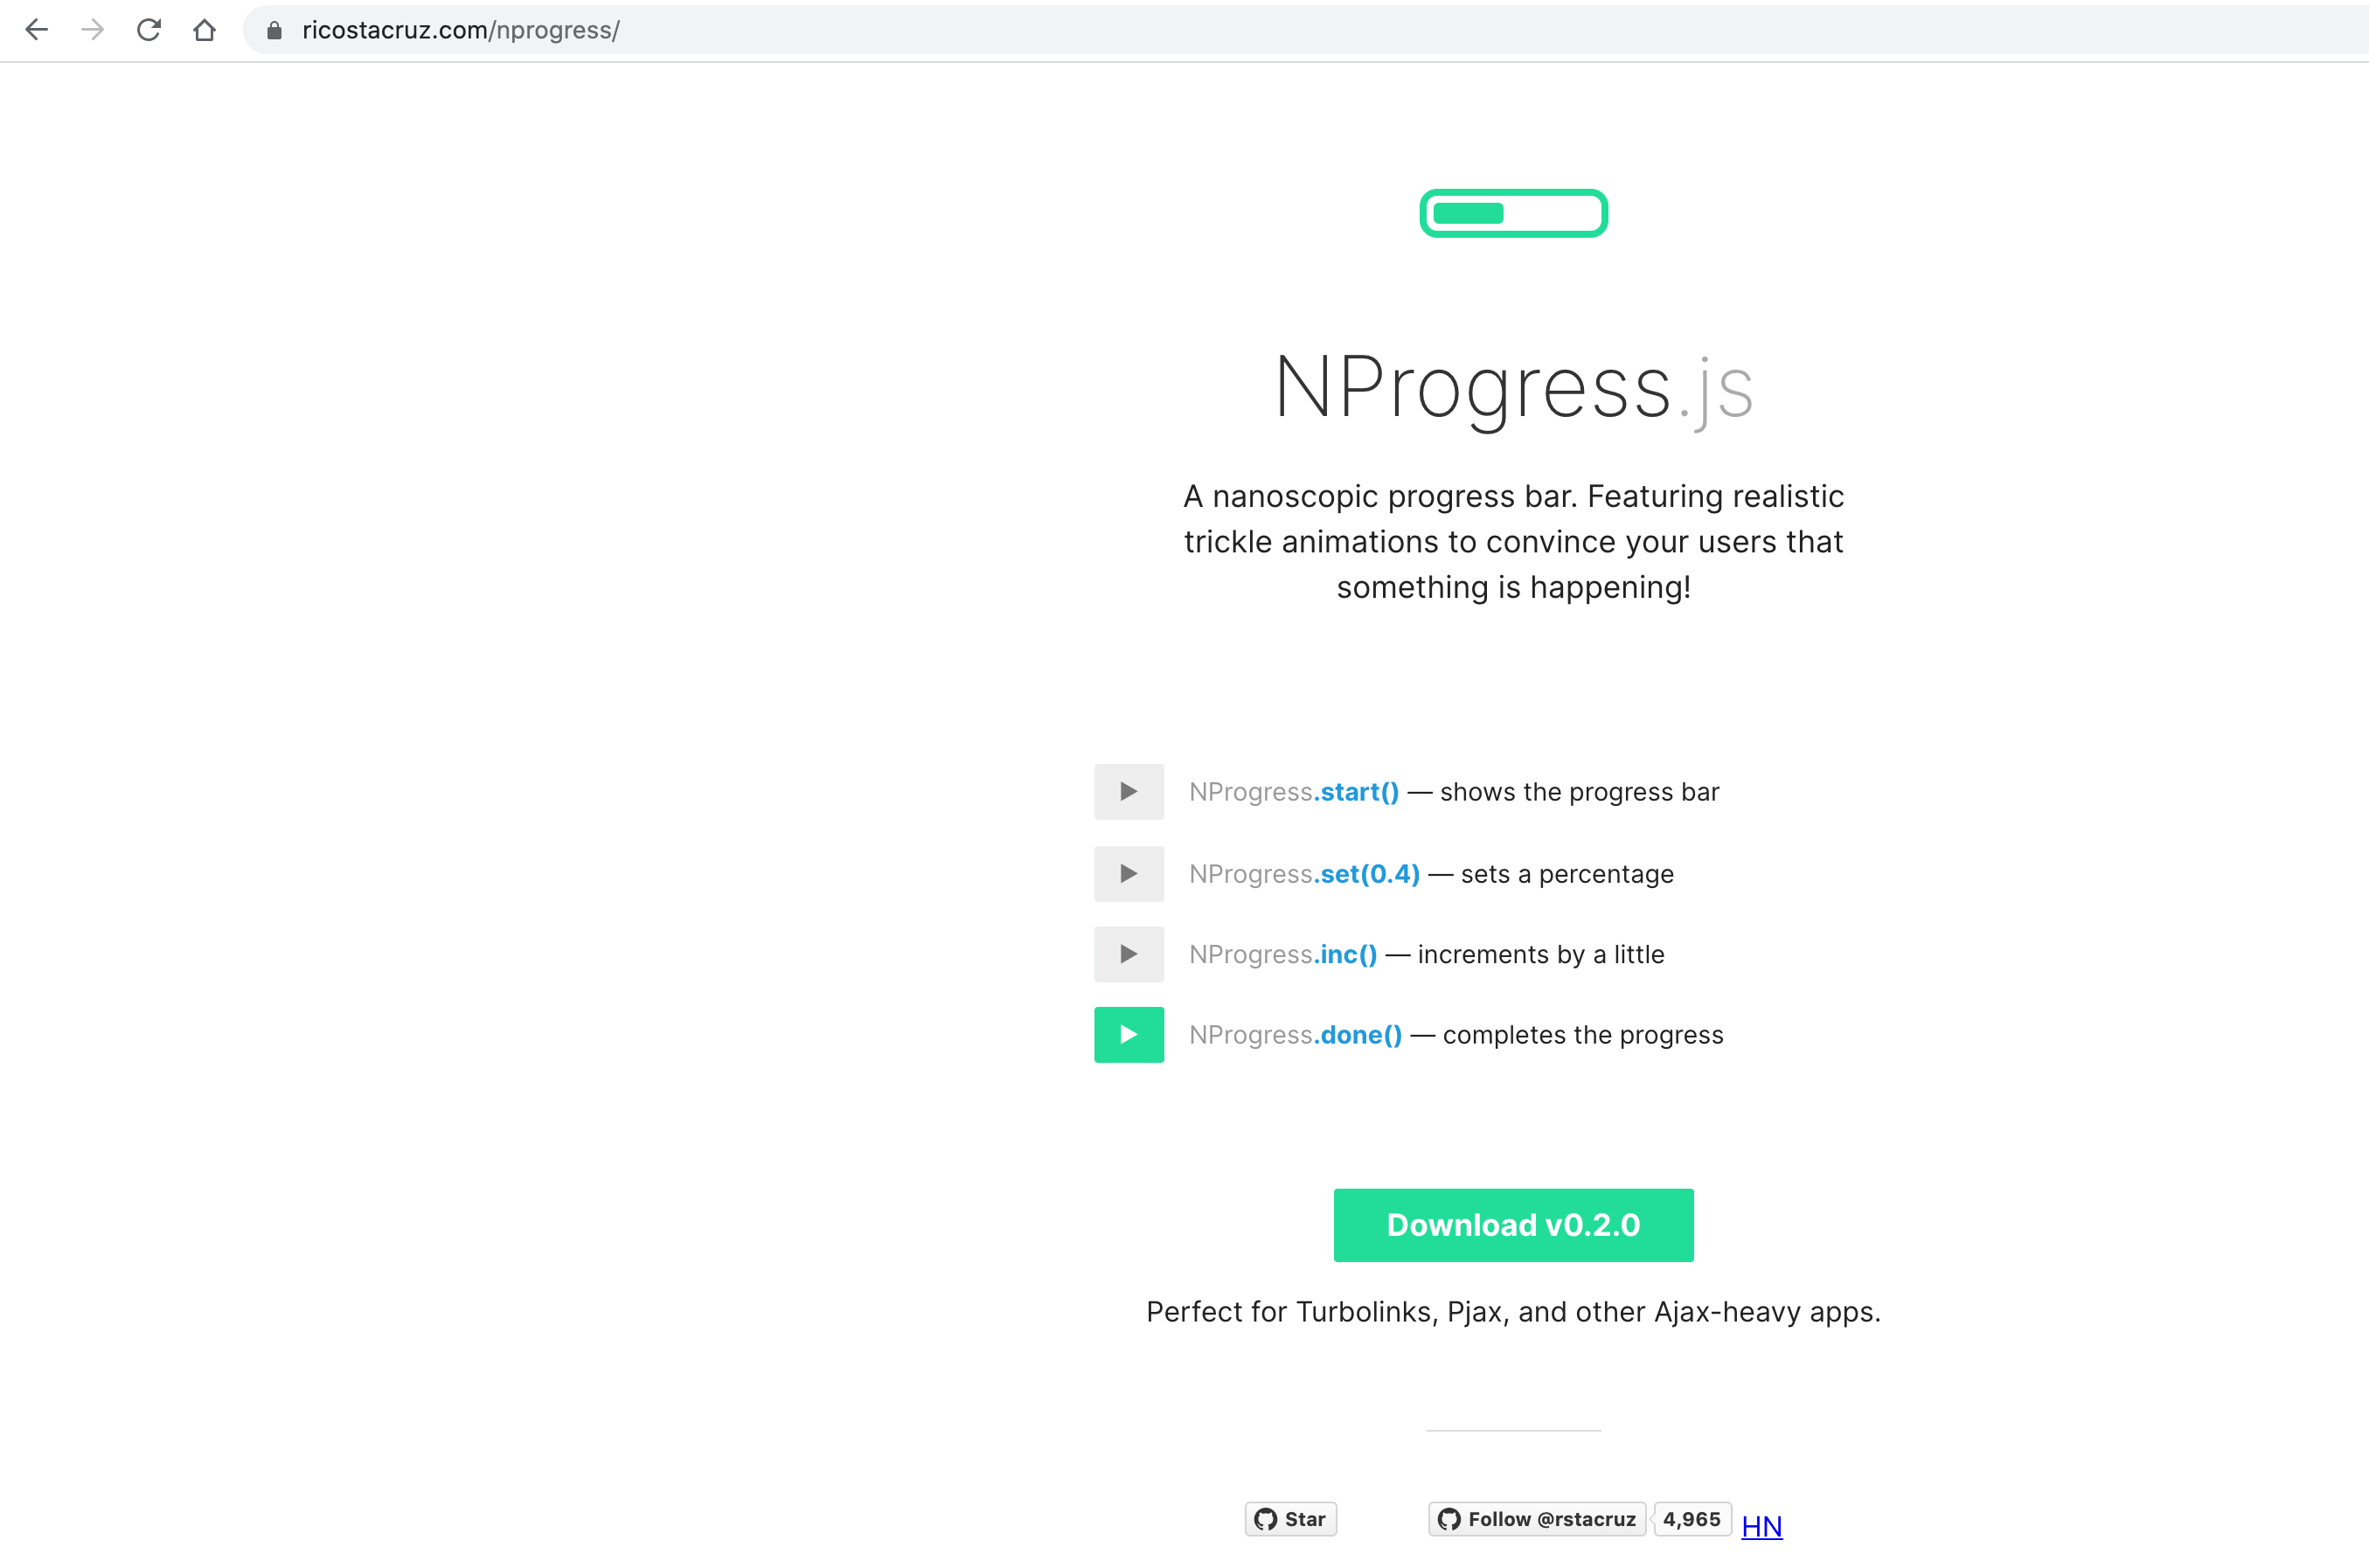 ricostacruz.com/nprogress/
NProgress.js
A nanoscopic progress bar. Featuring realistic
trickle animations to convince your users that
something is happening!
NProgress.start() — shows the progress bar
NProgress.set(0.4) — sets a percentage
NProgress.inc() — increments by a little
NProgress.done() — completes the progress
Download v0.2.0
Perfect for Turbolinks, Pjax, and other Ajax-heavy apps.
Star Follow @rstacruz 4,965 HN